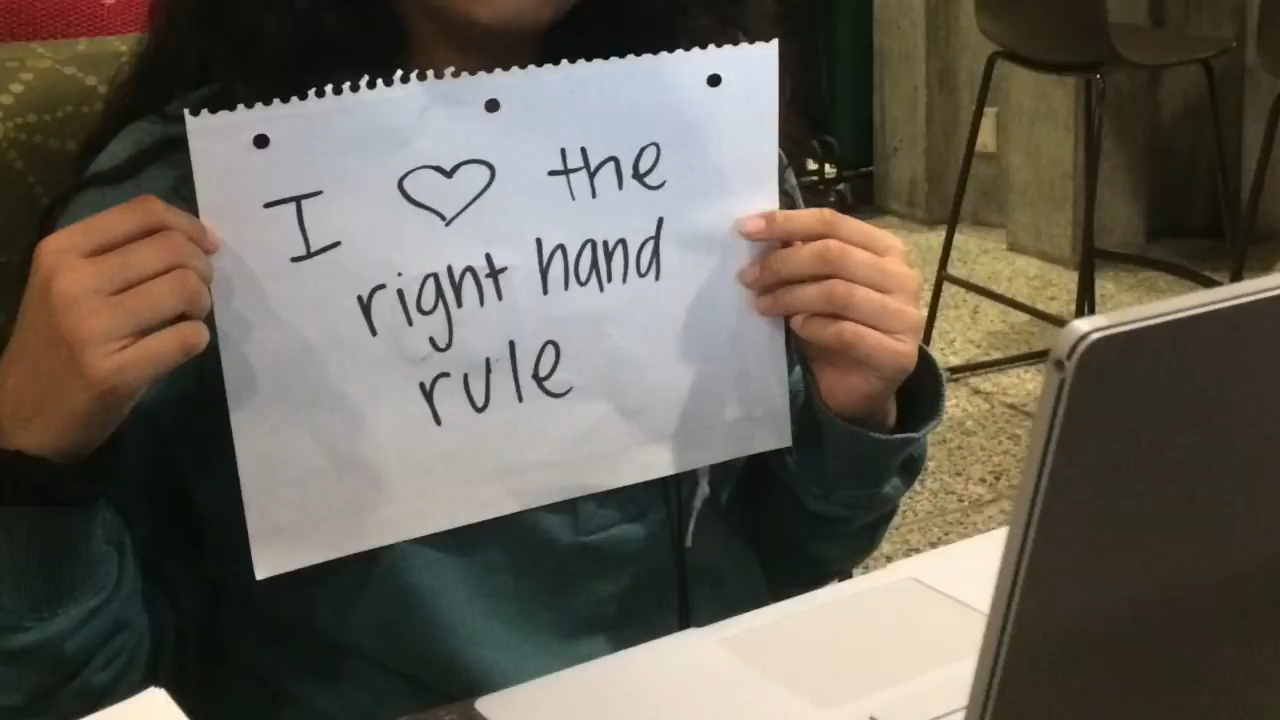 I ♡ the
right hand
rule